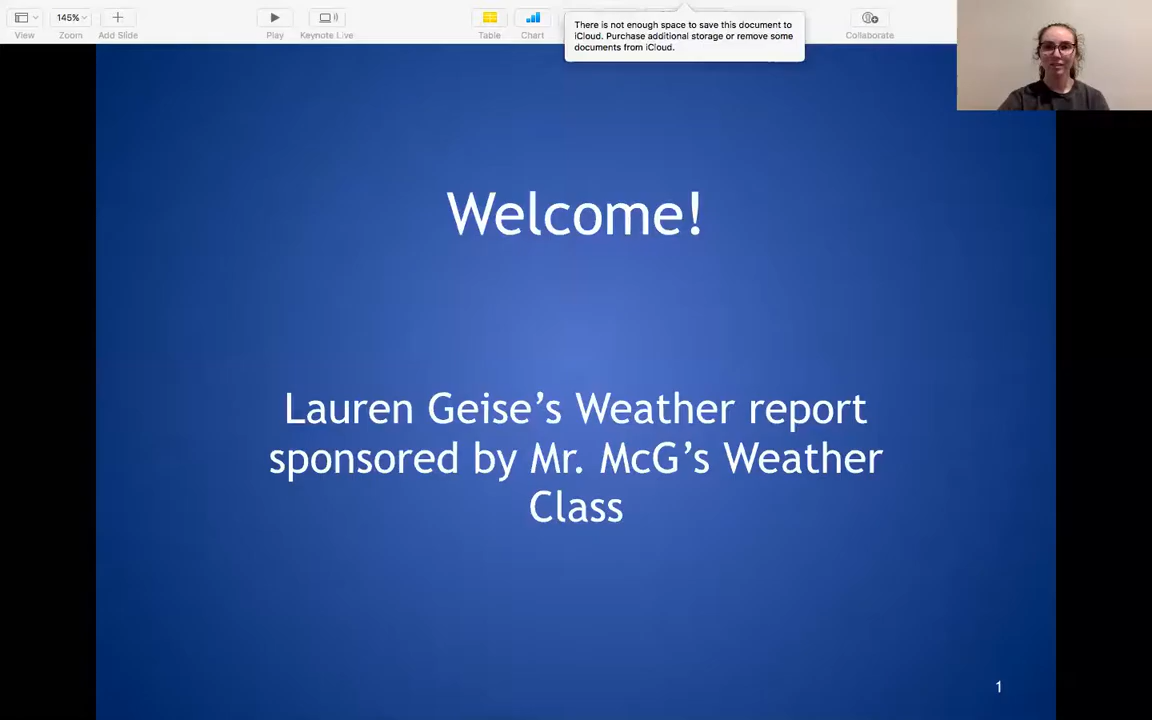 145%
View
Zoom
Add Slide
Play
Keynote Live
Table
Chart
There is not enough space to save this document to
iCloud. Purchase additional storage or remove some
documents from iCloud.
Collaborate
Welcome!
Lauren Geise’s Weather report
sponsored by Mr. McG’s Weather
Class
1